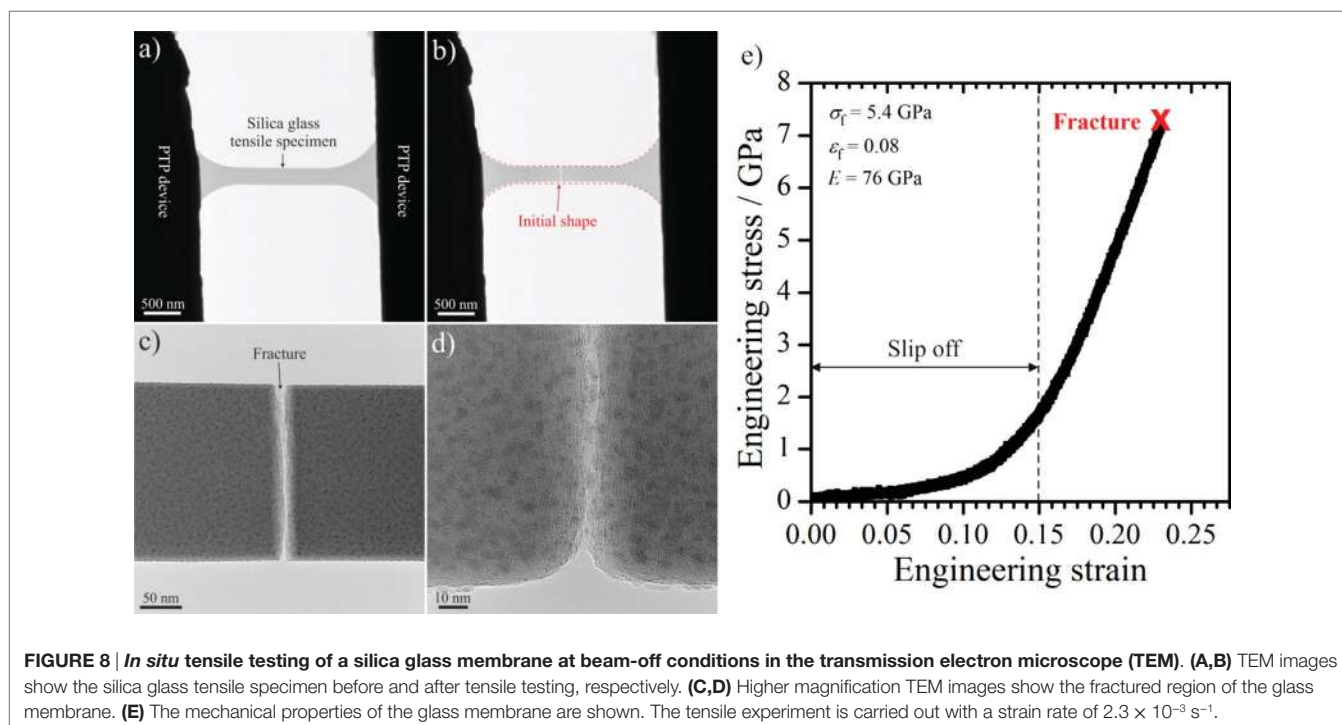 a)
Silica glass
tensile specimen
PTP device
PTP device
500 nm
b)
Initial shape
500 nm
c)
Fracture
50 nm
d)
10 nm
e)
8
7
6
5
4
3
2
1
0
Engineering stress / GPa
σf = 5.4 GPa
εf = 0.08
E = 76 GPa
Fracture X
Slip off
0.00 0.05 0.10 0.15 0.20 0.25
Engineering strain
FIGURE 8 | In situ tensile testing of a silica glass membrane at beam-off conditions in the transmission electron microscope (TEM). (A,B) TEM images
show the silica glass tensile specimen before and after tensile testing, respectively. (C,D) Higher magnification TEM images show the fractured region of the glass
membrane. (E) The mechanical properties of the glass membrane are shown. The tensile experiment is carried out with a strain rate of 2.3 × 10⁻³ s⁻¹.